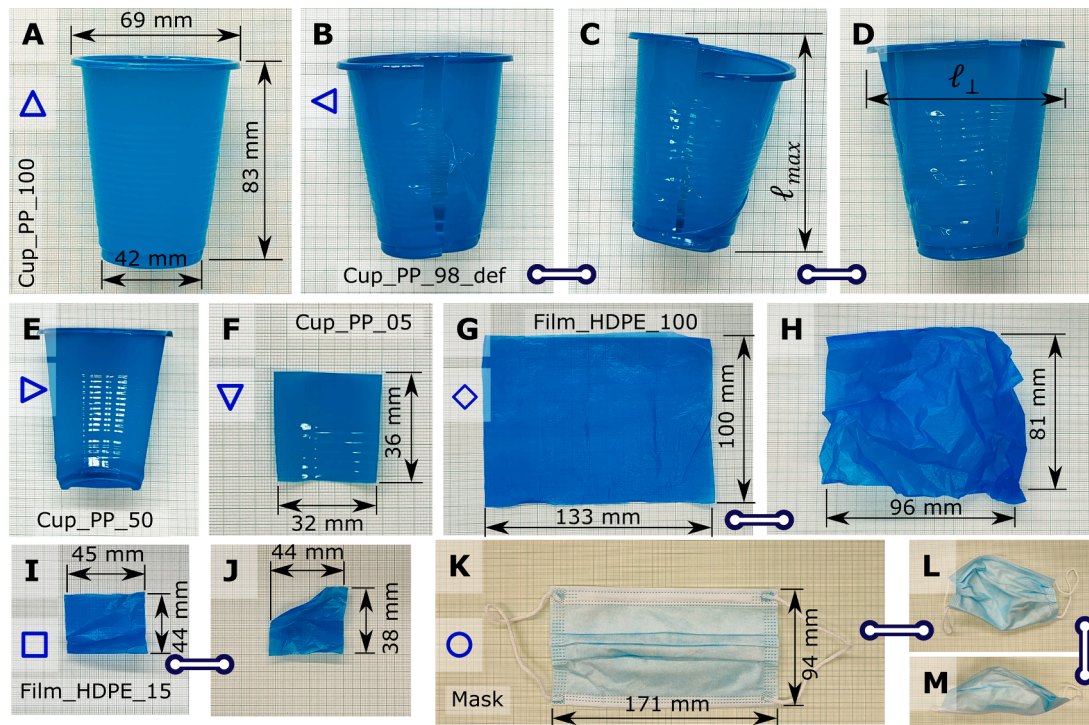 A
69 mm
83 mm
42 mm
Cup_PP_100
B
Cup_PP_98_def
C
ℓmax
D
ℓ⊥
E
Cup_PP_50
F
Cup_PP_05
36 mm
32 mm
G
Film_HDPE_100
100 mm
133 mm
H
81 mm
96 mm
I
45 mm
44 mm
Film_HDPE_15
J
44 mm
38 mm
K
94 mm
Mask
171 mm
L
M